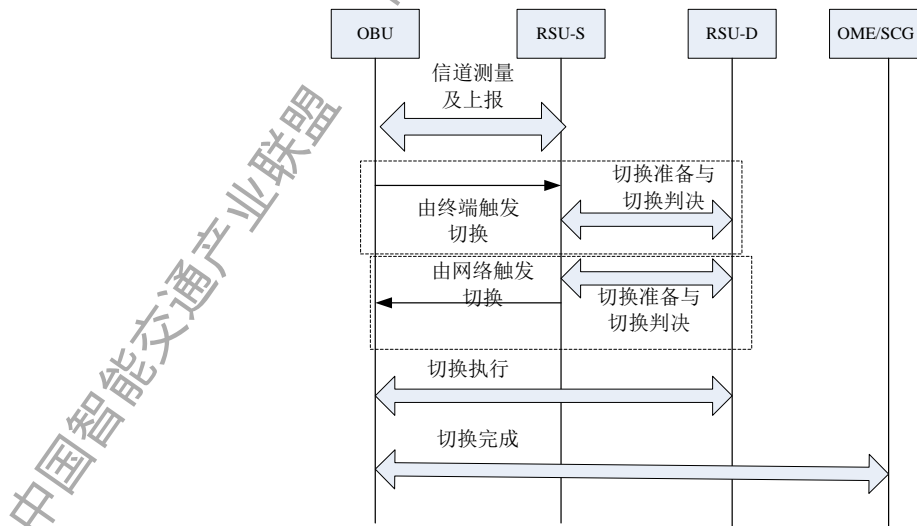 OBU
RSU-S
RSU-D
OME/SCG
信道测量
及上报
切换准备与
切换判决
由终端触发
切换
由网络触发
切换
切换准备与
切换判决
切换执行
切换完成
中国智能交通产业联盟